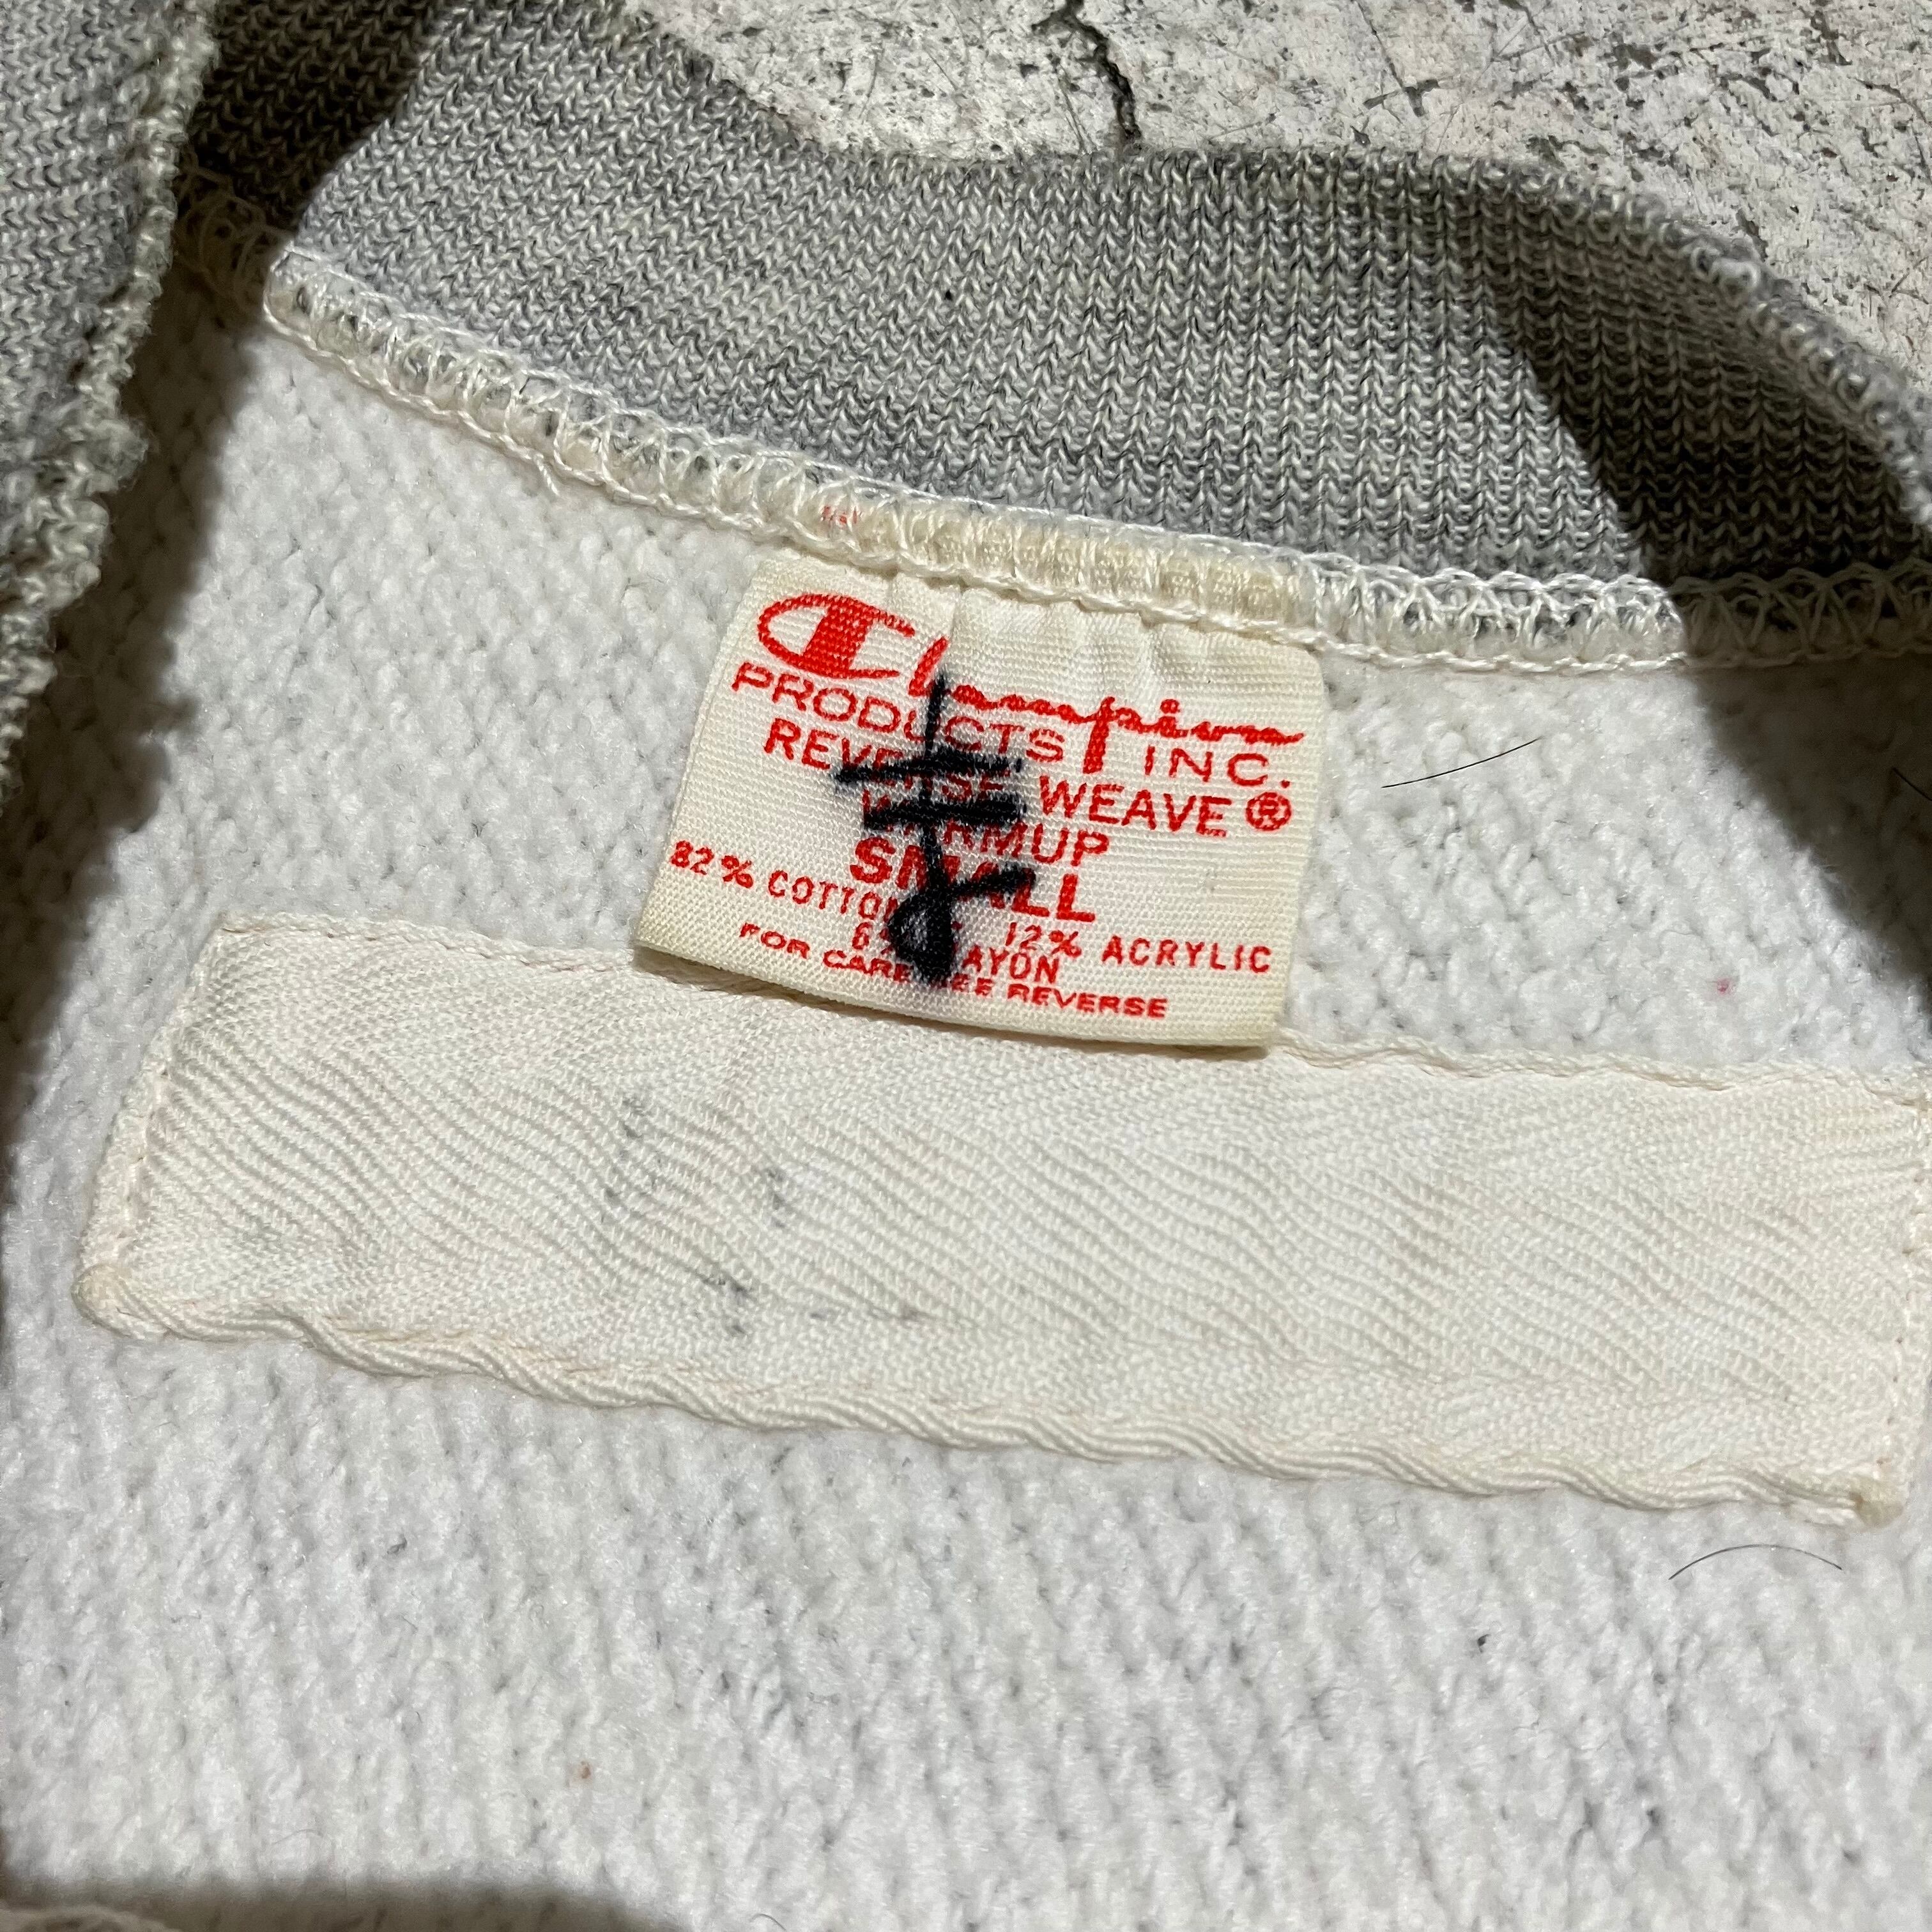 Champion
PRODUCTS INC.
REVERSE WEAVE ®
WARMUP
SMALL
82% COTTON 12% ACRYLIC
6% RAYON
FOR CARE SEE REVERSE